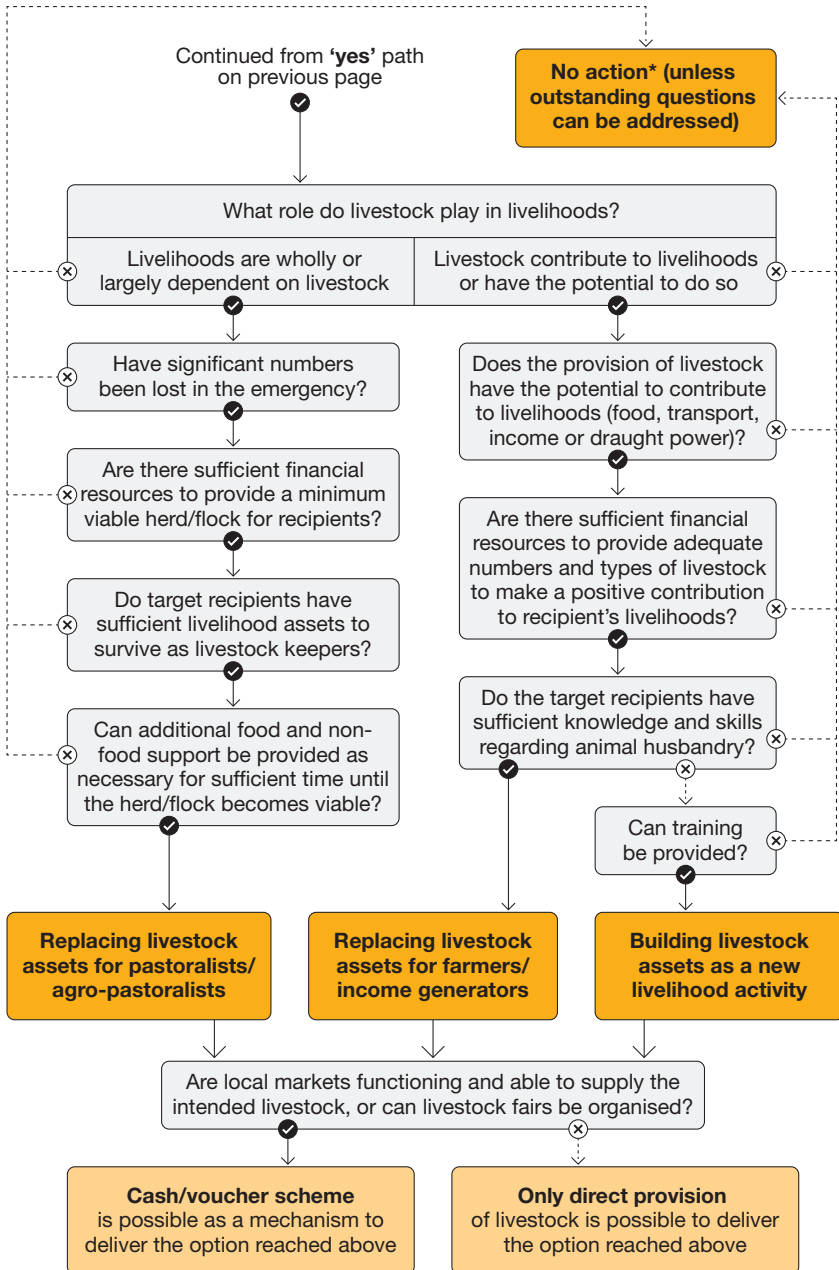 Continued from ‘yes’ path
on previous page
No action* (unless
outstanding questions
can be addressed)
What role do livestock play in livelihoods?
Livelihoods are wholly or
largely dependent on livestock
Livestock contribute to livelihoods
or have the potential to do so
Have significant numbers
been lost in the emergency?
Are there sufficient financial
resources to provide a minimum
viable herd/flock for recipients?
Do target recipients have
sufficient livelihood assets to
survive as livestock keepers?
Can additional food and non-
food support be provided as
necessary for sufficient time until
the herd/flock becomes viable?
Does the provision of livestock
have the potential to contribute
to livelihoods (food, transport,
income or draught power)?
Are there sufficient financial
resources to provide adequate
numbers and types of livestock
to make a positive contribution
to recipient’s livelihoods?
Do the target recipients have
sufficient knowledge and skills
regarding animal husbandry?
Can training
be provided?
Replacing livestock
assets for pastoralists/
agro-pastoralists
Replacing livestock
assets for farmers/
income generators
Building livestock
assets as a new
livelihood activity
Are local markets functioning and able to supply the
intended livestock, or can livestock fairs be organised?
Cash/voucher scheme
is possible as a mechanism to
deliver the option reached above
Only direct provision
of livestock is possible to deliver
the option reached above